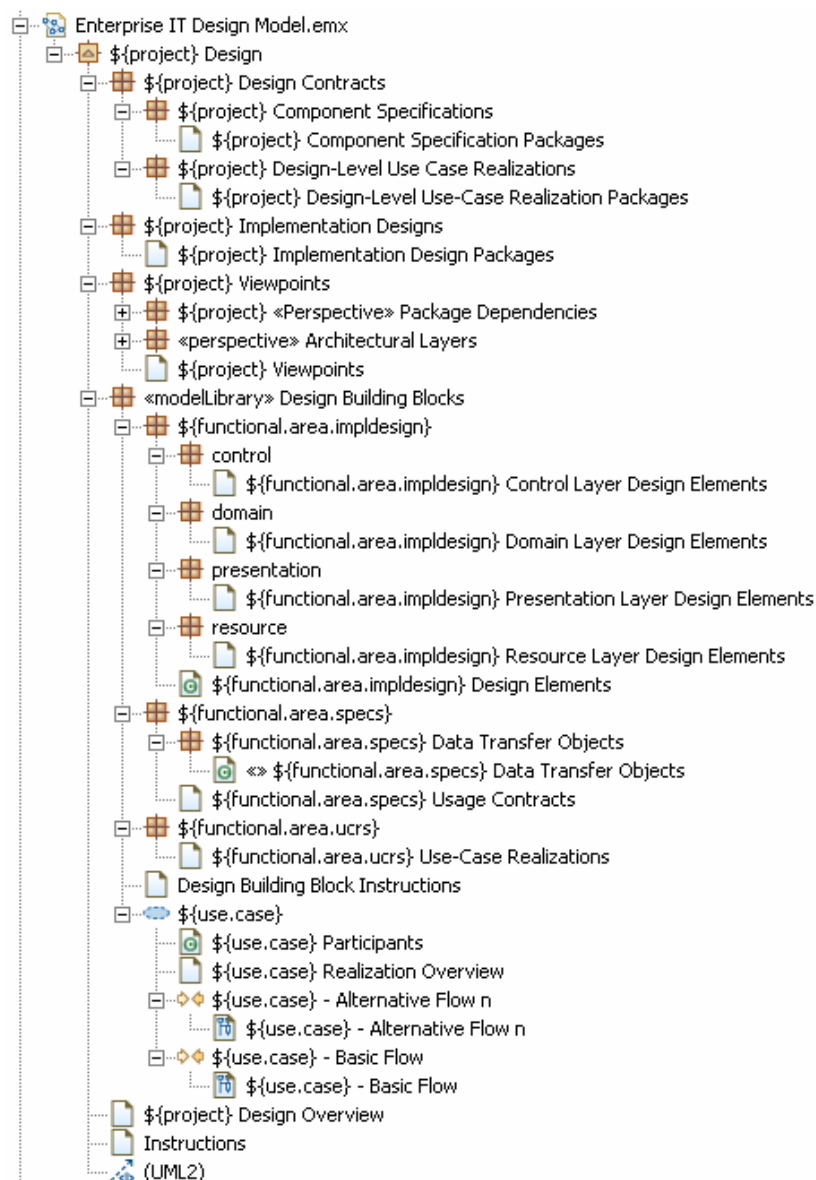 Enterprise IT Design Model.emx
${project} Design
${project} Design Contracts
${project} Component Specifications
${project} Component Specification Packages
${project} Design-Level Use Case Realizations
${project} Design-Level Use-Case Realization Packages
${project} Implementation Designs
${project} Implementation Design Packages
${project} Viewpoints
${project} «Perspective» Package Dependencies
«perspective» Architectural Layers
${project} Viewpoints
«modelLibrary» Design Building Blocks
${functional.area.impldesign}
control
${functional.area.impldesign} Control Layer Design Elements
domain
${functional.area.impldesign} Domain Layer Design Elements
presentation
${functional.area.impldesign} Presentation Layer Design Elements
resource
${functional.area.impldesign} Resource Layer Design Elements
${functional.area.impldesign} Design Elements
${functional.area.specs}
${functional.area.specs} Data Transfer Objects
«» ${functional.area.specs} Data Transfer Objects
${functional.area.specs} Usage Contracts
${functional.area.ucrs}
${functional.area.ucrs} Use-Case Realizations
Design Building Block Instructions
${use.case}
${use.case} Participants
${use.case} Realization Overview
${use.case} - Alternative Flow n
${use.case} - Alternative Flow n
${use.case} - Basic Flow
${use.case} - Basic Flow
${project} Design Overview
Instructions
(UML2)